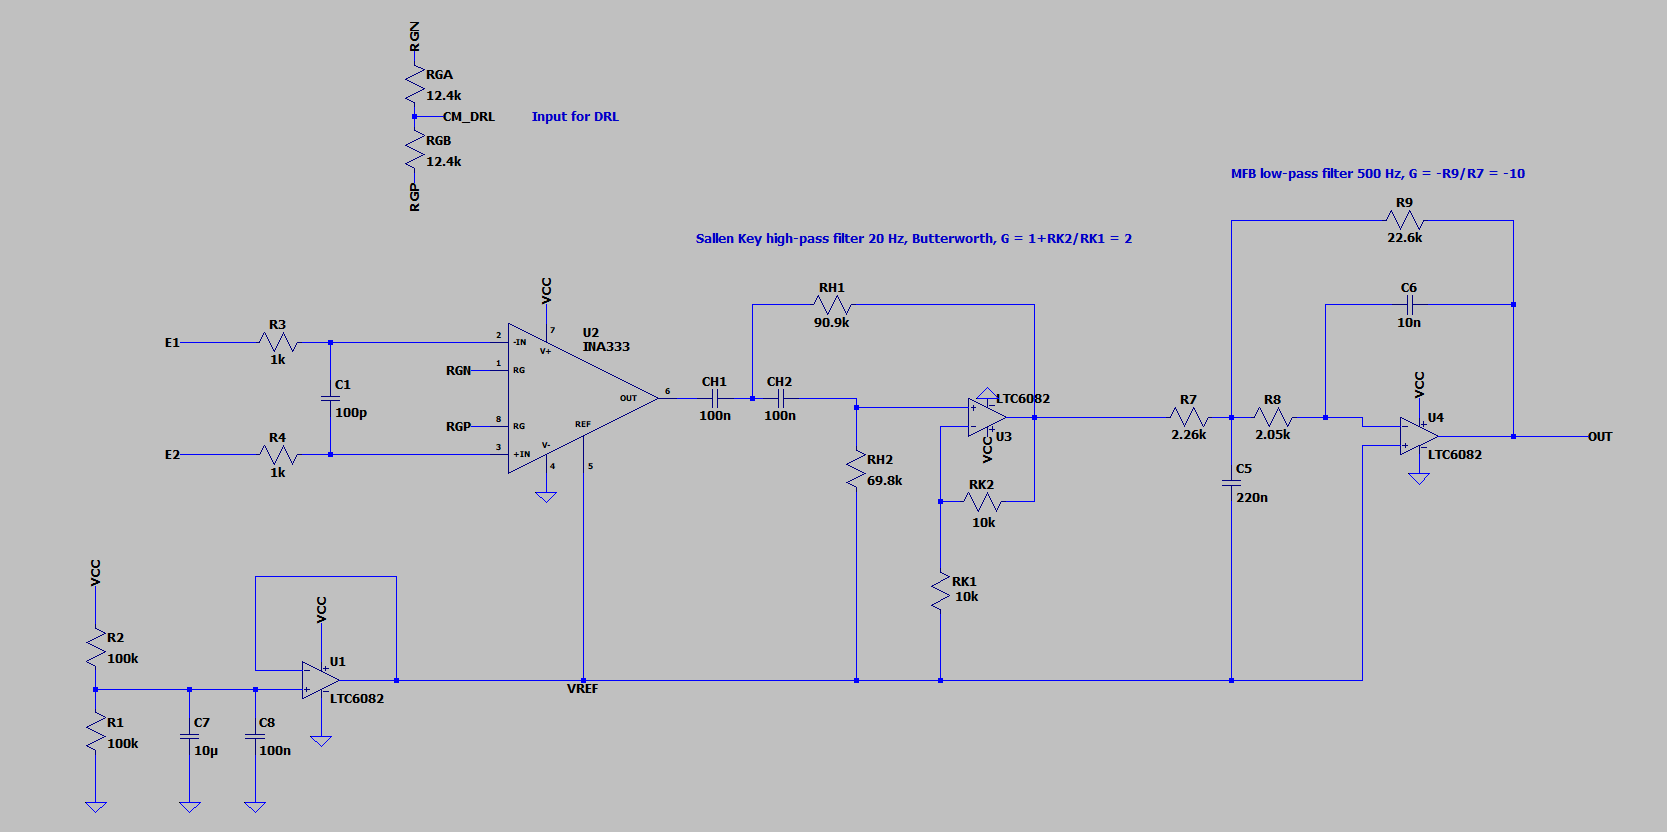 RGN
RGA
12.4k
CM_DRL
Input for DRL
RGB
12.4k
RGP
MFB low-pass filter 500 Hz, G = -R9/R7 = -10
R9
22.6k
Sallen Key high-pass filter 20 Hz, Butterworth, G = 1+RK2/RK1 = 2
RH1
90.9k
C6
10n
VCC
7
V+
U2
INA333
E1
R3
1k
2
-IN
RGN
1
RG
C1
100p
RGP
8
RG
E2
R4
1k
3
+IN
OUT
6
REF
5
V-
4
CH1
100n
CH2
100n
RH2
69.8k
LTC6082
+
−
−
+
U3
VCC
RK2
10k
RK1
10k
R7
2.26k
R8
2.05k
C5
220n
VCC
U4
−
+
+
−
LTC6082
OUT
VCC
R2
100k
R1
100k
C7
10µ
C8
100n
VCC
U1
−
+
+
−
LTC6082
VREF